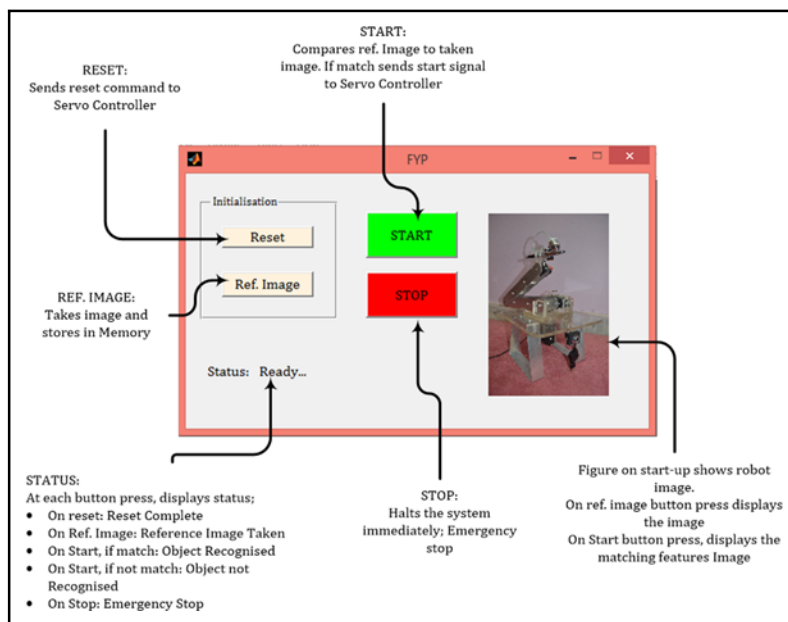 START:
Compares ref. Image to taken
image. If match sends start signal
to Servo Controller
RESET:
Sends reset command to
Servo Controller
FYP
Initialisation
Reset
START
Ref. Image
STOP
REF. IMAGE:
Takes image and
stores in Memory
Status: Ready...
STATUS:
At each button press, displays status;
• On reset: Reset Complete
• On Ref. Image: Reference Image Taken
• On Start, if match: Object Recognised
• On Start, if not match: Object not
Recognised
• On Stop: Emergency Stop
STOP:
Halts the system
immediately; Emergency
stop
Figure on start-up shows robot
image.
On ref. image button press displays
the image
On Start button press, displays the
matching features Image